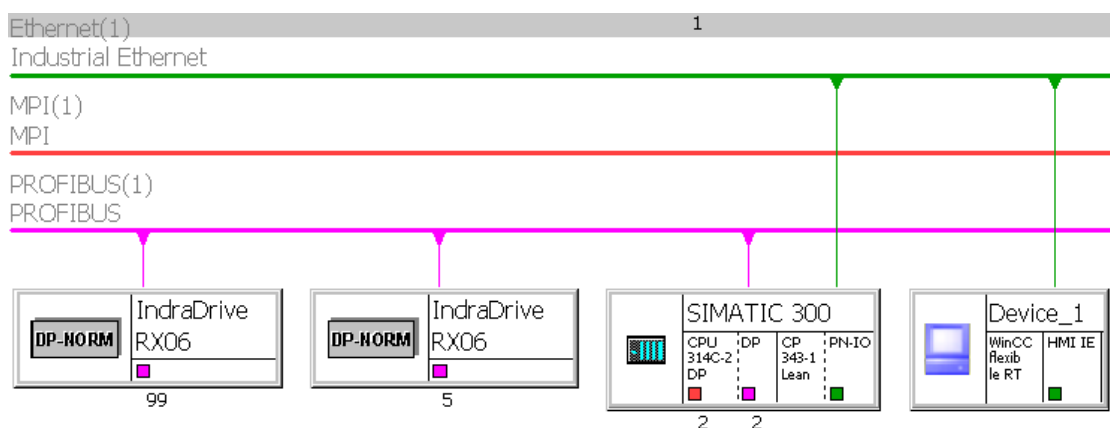 Ethernet(1)
1
Industrial Ethernet
MPI(1)
MPI
PROFIBUS(1)
PROFIBUS
DP-NORM
IndraDrive
RX06
99
DP-NORM
IndraDrive
RX06
5
SIMATIC 300
CPU
314C-2
DP
DP
CP
343-1
Lean
PN-IO
2
2
Device_1
WinCC
flexib
le RT
HMI IE